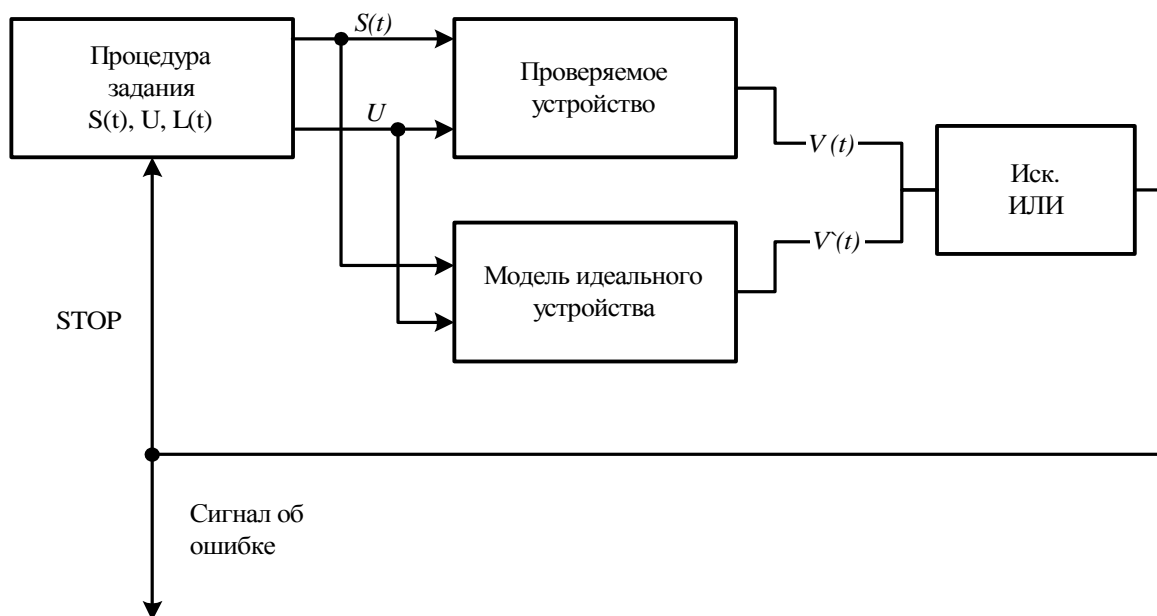 Процедура
задания
S(t), U, L(t)
S(t)
U
Проверяемое
устройство
V(t)
Иск.
ИЛИ
V`(t)
Модель идеального
устройства
STOP
Сигнал об
ошибке